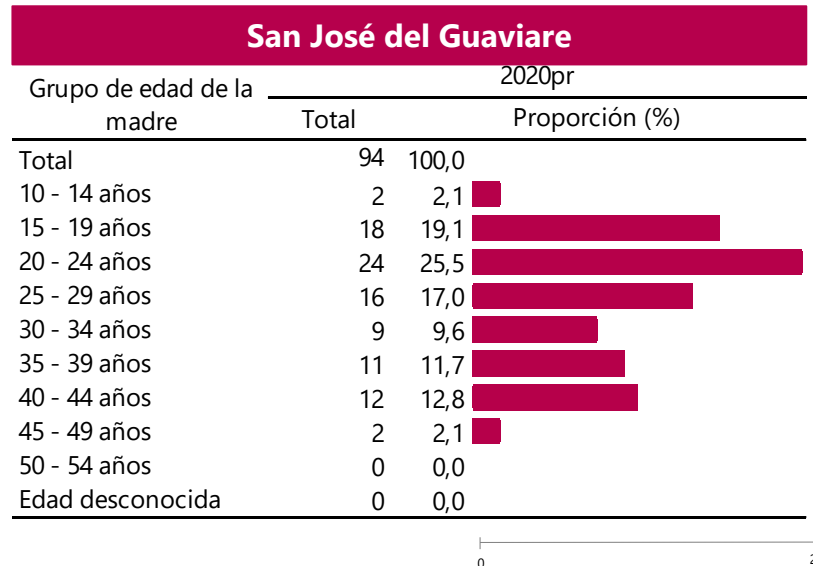 San José del Guaviare
Grupo de edad de la madre
2020pr
Total Proporción (%)
Total 94 100,0
10 - 14 años 2 2,1
15 - 19 años 18 19,1
20 - 24 años 24 25,5
25 - 29 años 16 17,0
30 - 34 años 9 9,6
35 - 39 años 11 11,7
40 - 44 años 12 12,8
45 - 49 años 2 2,1
50 - 54 años 0 0,0
Edad desconocida 0 0,0
0